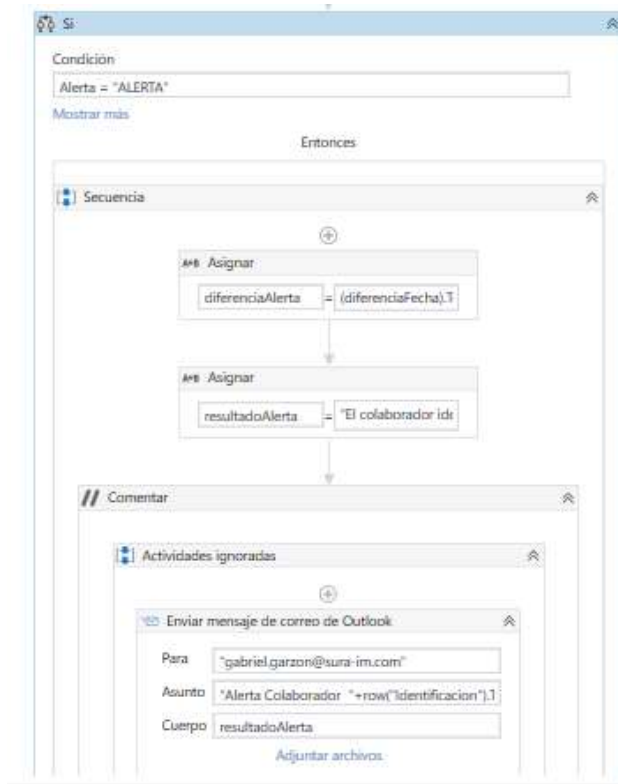 Si
Condición
Alerta = "ALERTA"
Mostrar más
Entonces
Secuencia
A+B Asignar
diferenciaAlerta = (diferenciaFecha).T
A+B Asignar
resultadoAlerta = "El colaborador ide
// Comentar
Actividades ignoradas
Enviar mensaje de correo de Outlook
Para "gabriel.garzon@sura-im.com"
Asunto "Alerta Colaborador "+row("Identificacion").T
Cuerpo resultadoAlerta
Adjuntar archivos